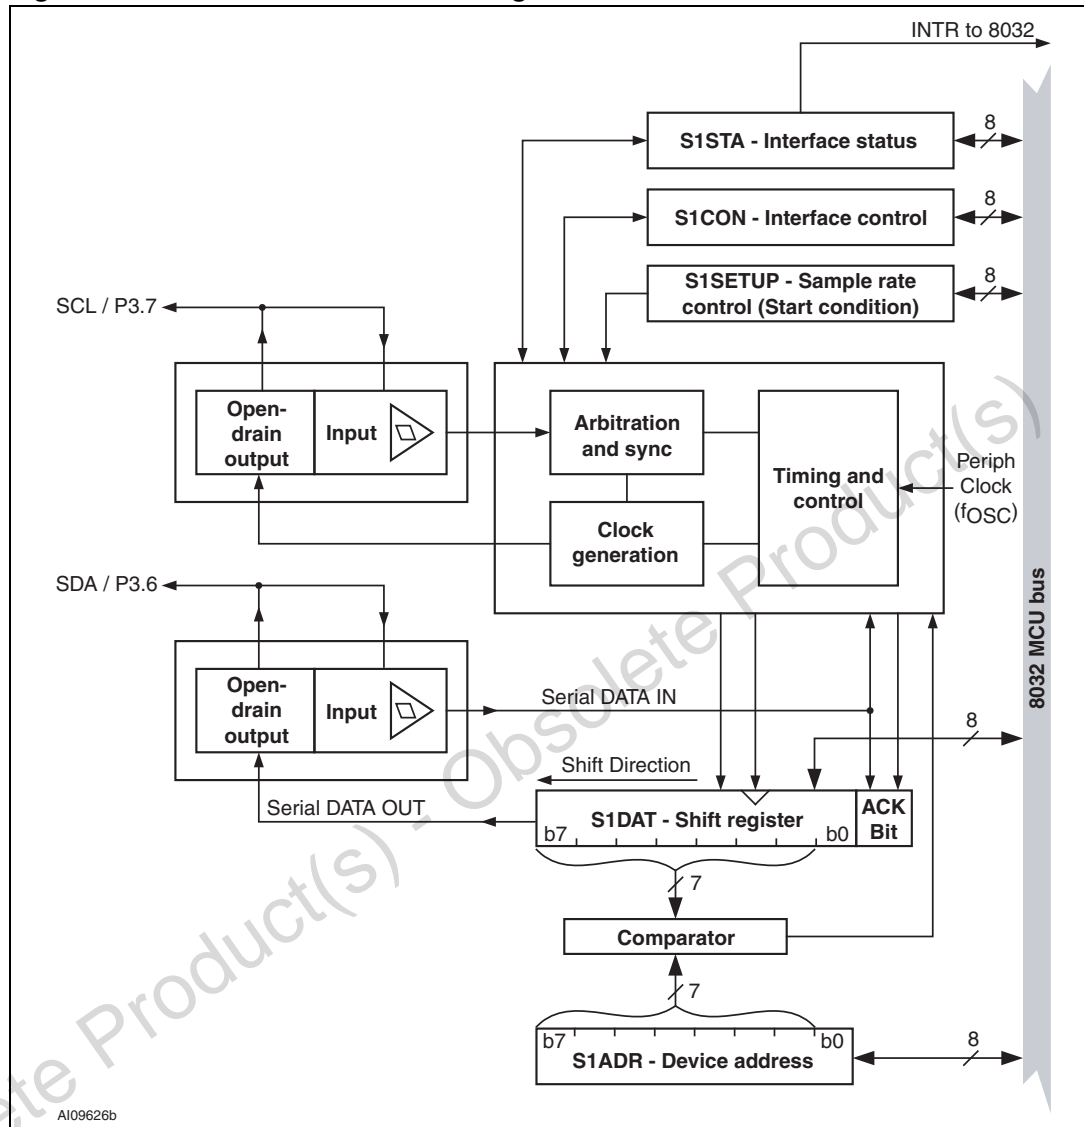 INTR to 8032
S1STA - Interface status
8
S1CON - Interface control
8
S1SETUP - Sample rate
control (Start condition)
8
SCL / P3.7
Open-
drain
output
Input
Arbitration
and sync
Timing and
control
Periph
Clock
(fOSC)
Clock
generation
SDA / P3.6
Open-
drain
output
Input
Serial DATA IN
8032 MCU bus
8
Shift Direction
Serial DATA OUT
S1DAT - Shift register
b7
b0
ACK
Bit
7
Comparator
7
b7
b0
S1ADR - Device address
8
AI09626b
ete Product(s) - Obsolete Product(s)